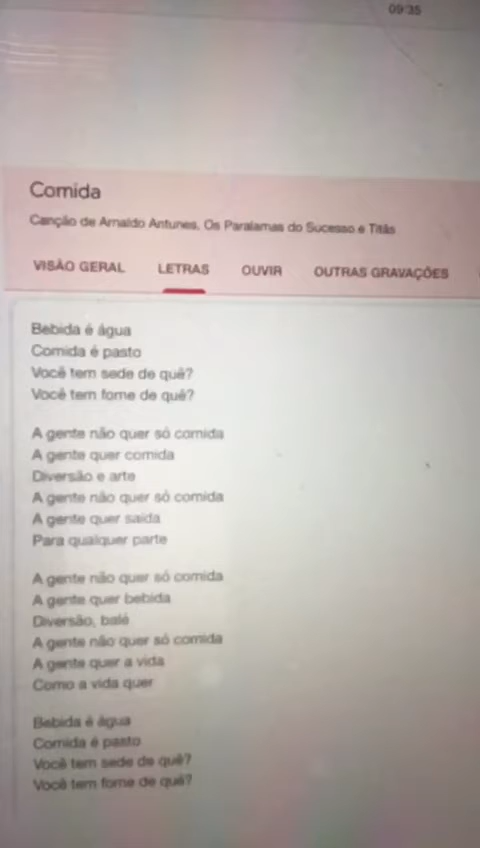 09:35
Comida
Canção de Arnaldo Antunes, Os Paralamas do Sucesso e Titãs
VISÃO GERAL LETRAS OUVIR OUTRAS GRAVAÇÕES
Bebida é água
Comida é pasto
Você tem sede de quê?
Você tem fome de quê?
A gente não quer só comida
A gente quer comida
Diversão e arte
A gente não quer só comida
A gente quer saída
Para qualquer parte
A gente não quer só comida
A gente quer bebida
Diversão, balé
A gente não quer só comida
A gente quer a vida
Como a vida quer
Bebida é água
Comida é pasto
Você tem sede de quê?
Você tem fome de quê?